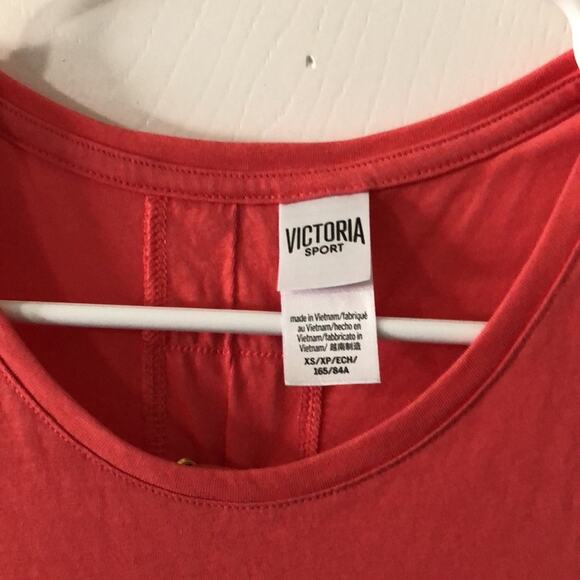 VICTORIA
SPORT
made in Vietnam/fabriqué
au Vietnam/hecho en
Vietnam/fabbricato in
Vietnam/ 越南制造
XS/XP/ECH/
165/84A